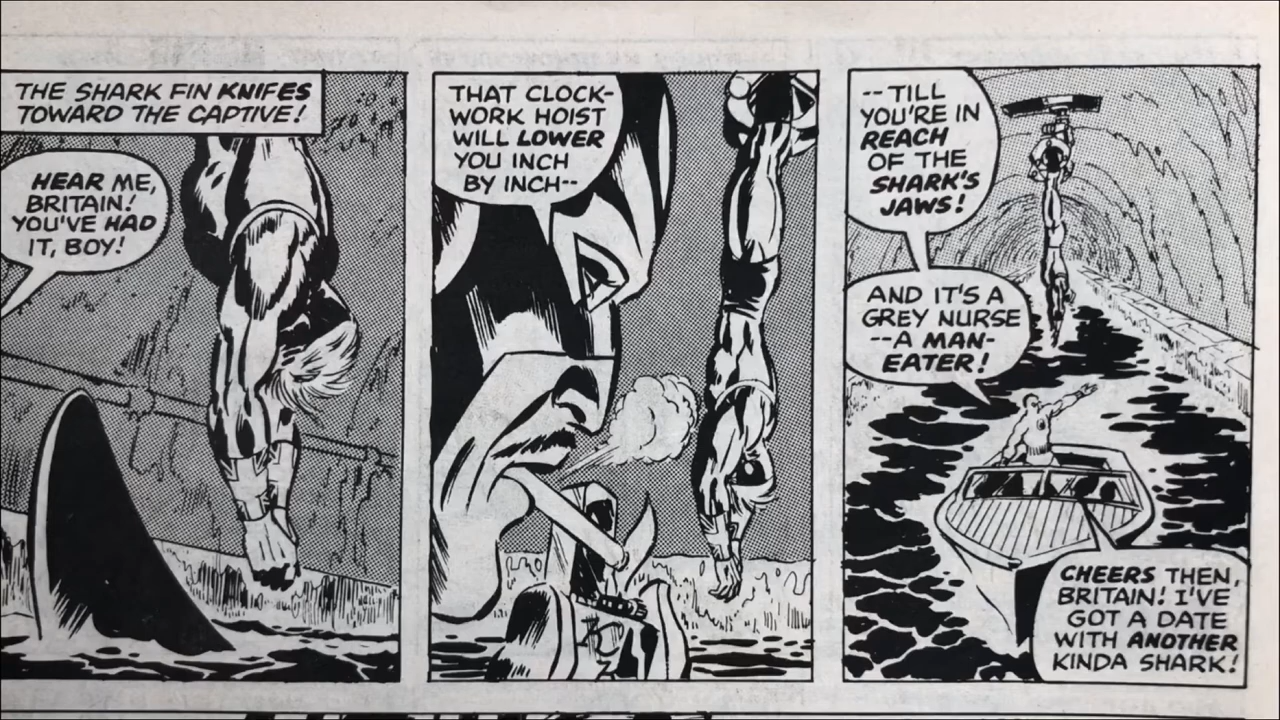 THE SHARK FIN KNIFES
TOWARD THE CAPTIVE!
HEAR ME,
BRITAIN!
YOU'VE HAD
IT, BOY!
THAT CLOCK-
WORK HOIST
WILL LOWER
YOU INCH
BY INCH--
--TILL
YOU'RE IN
REACH
OF THE
SHARK'S
JAWS!
AND IT'S A
GREY NURSE
--A MAN-
EATER!
CHEERS THEN,
BRITAIN! I'VE
GOT A DATE
WITH ANOTHER
KINDA SHARK!